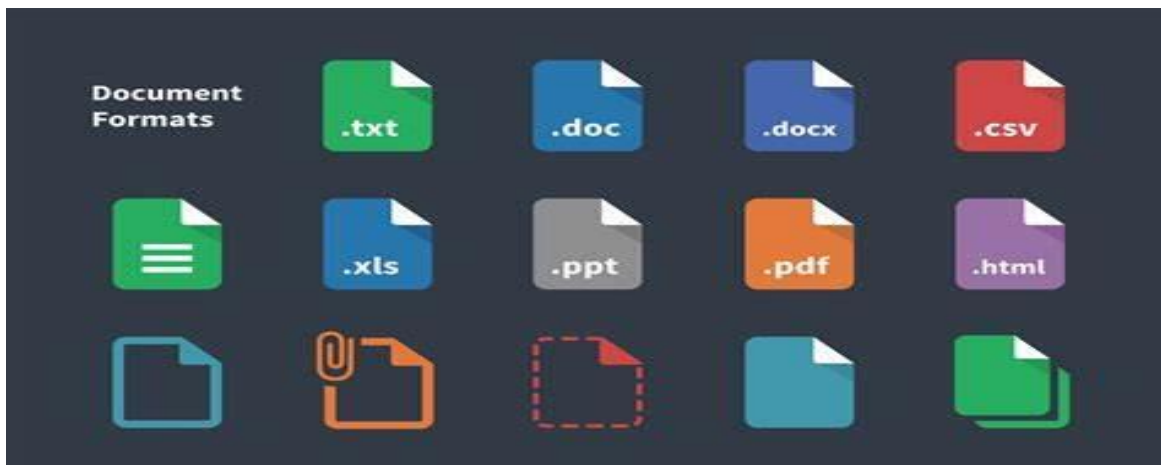 Document
Formats
.txt
.doc
.docx
.csv
.xls
.ppt
.pdf
.html